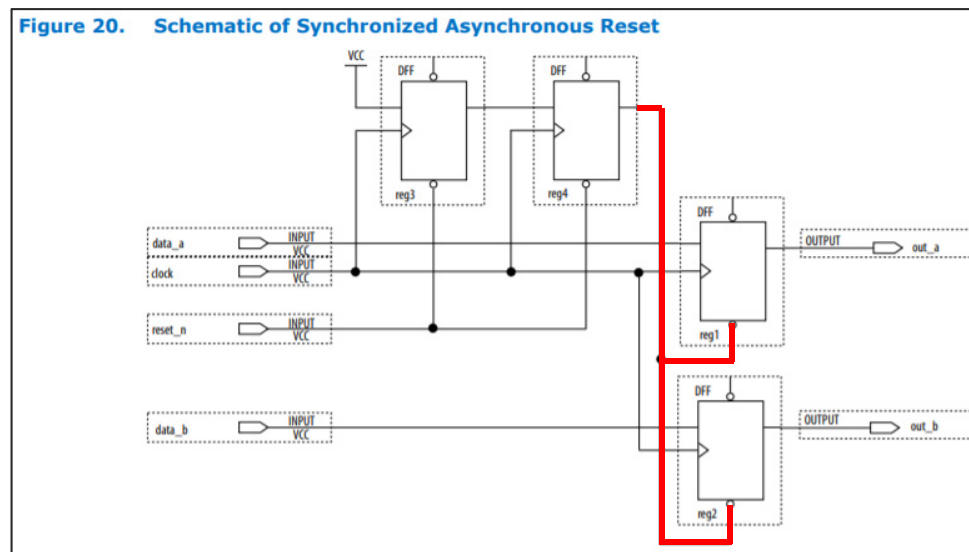 Figure 20. Schematic of Synchronized Asynchronous Reset
VCC
DFF
DFF
reg3
reg4
DFF
data_a
INPUT
VCC
OUTPUT
out_a
clock
INPUT
VCC
reset_n
INPUT
VCC
reg1
DFF
data_b
INPUT
VCC
OUTPUT
out_b
reg2